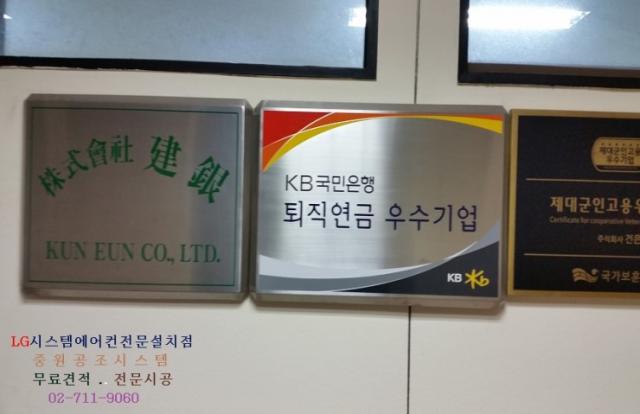 株式會社 建銀
KUN EUN CO., LTD.
KB국민은행
퇴직연금 우수기업
KB
제대군인고용
우수기업
제대군인고용우
Certificate for cooperative
주식회사 건은
국가보훈
LG시스템에어컨전문설치점
중원공조시스템
무료견적 . . 전문시공
02-711-9060